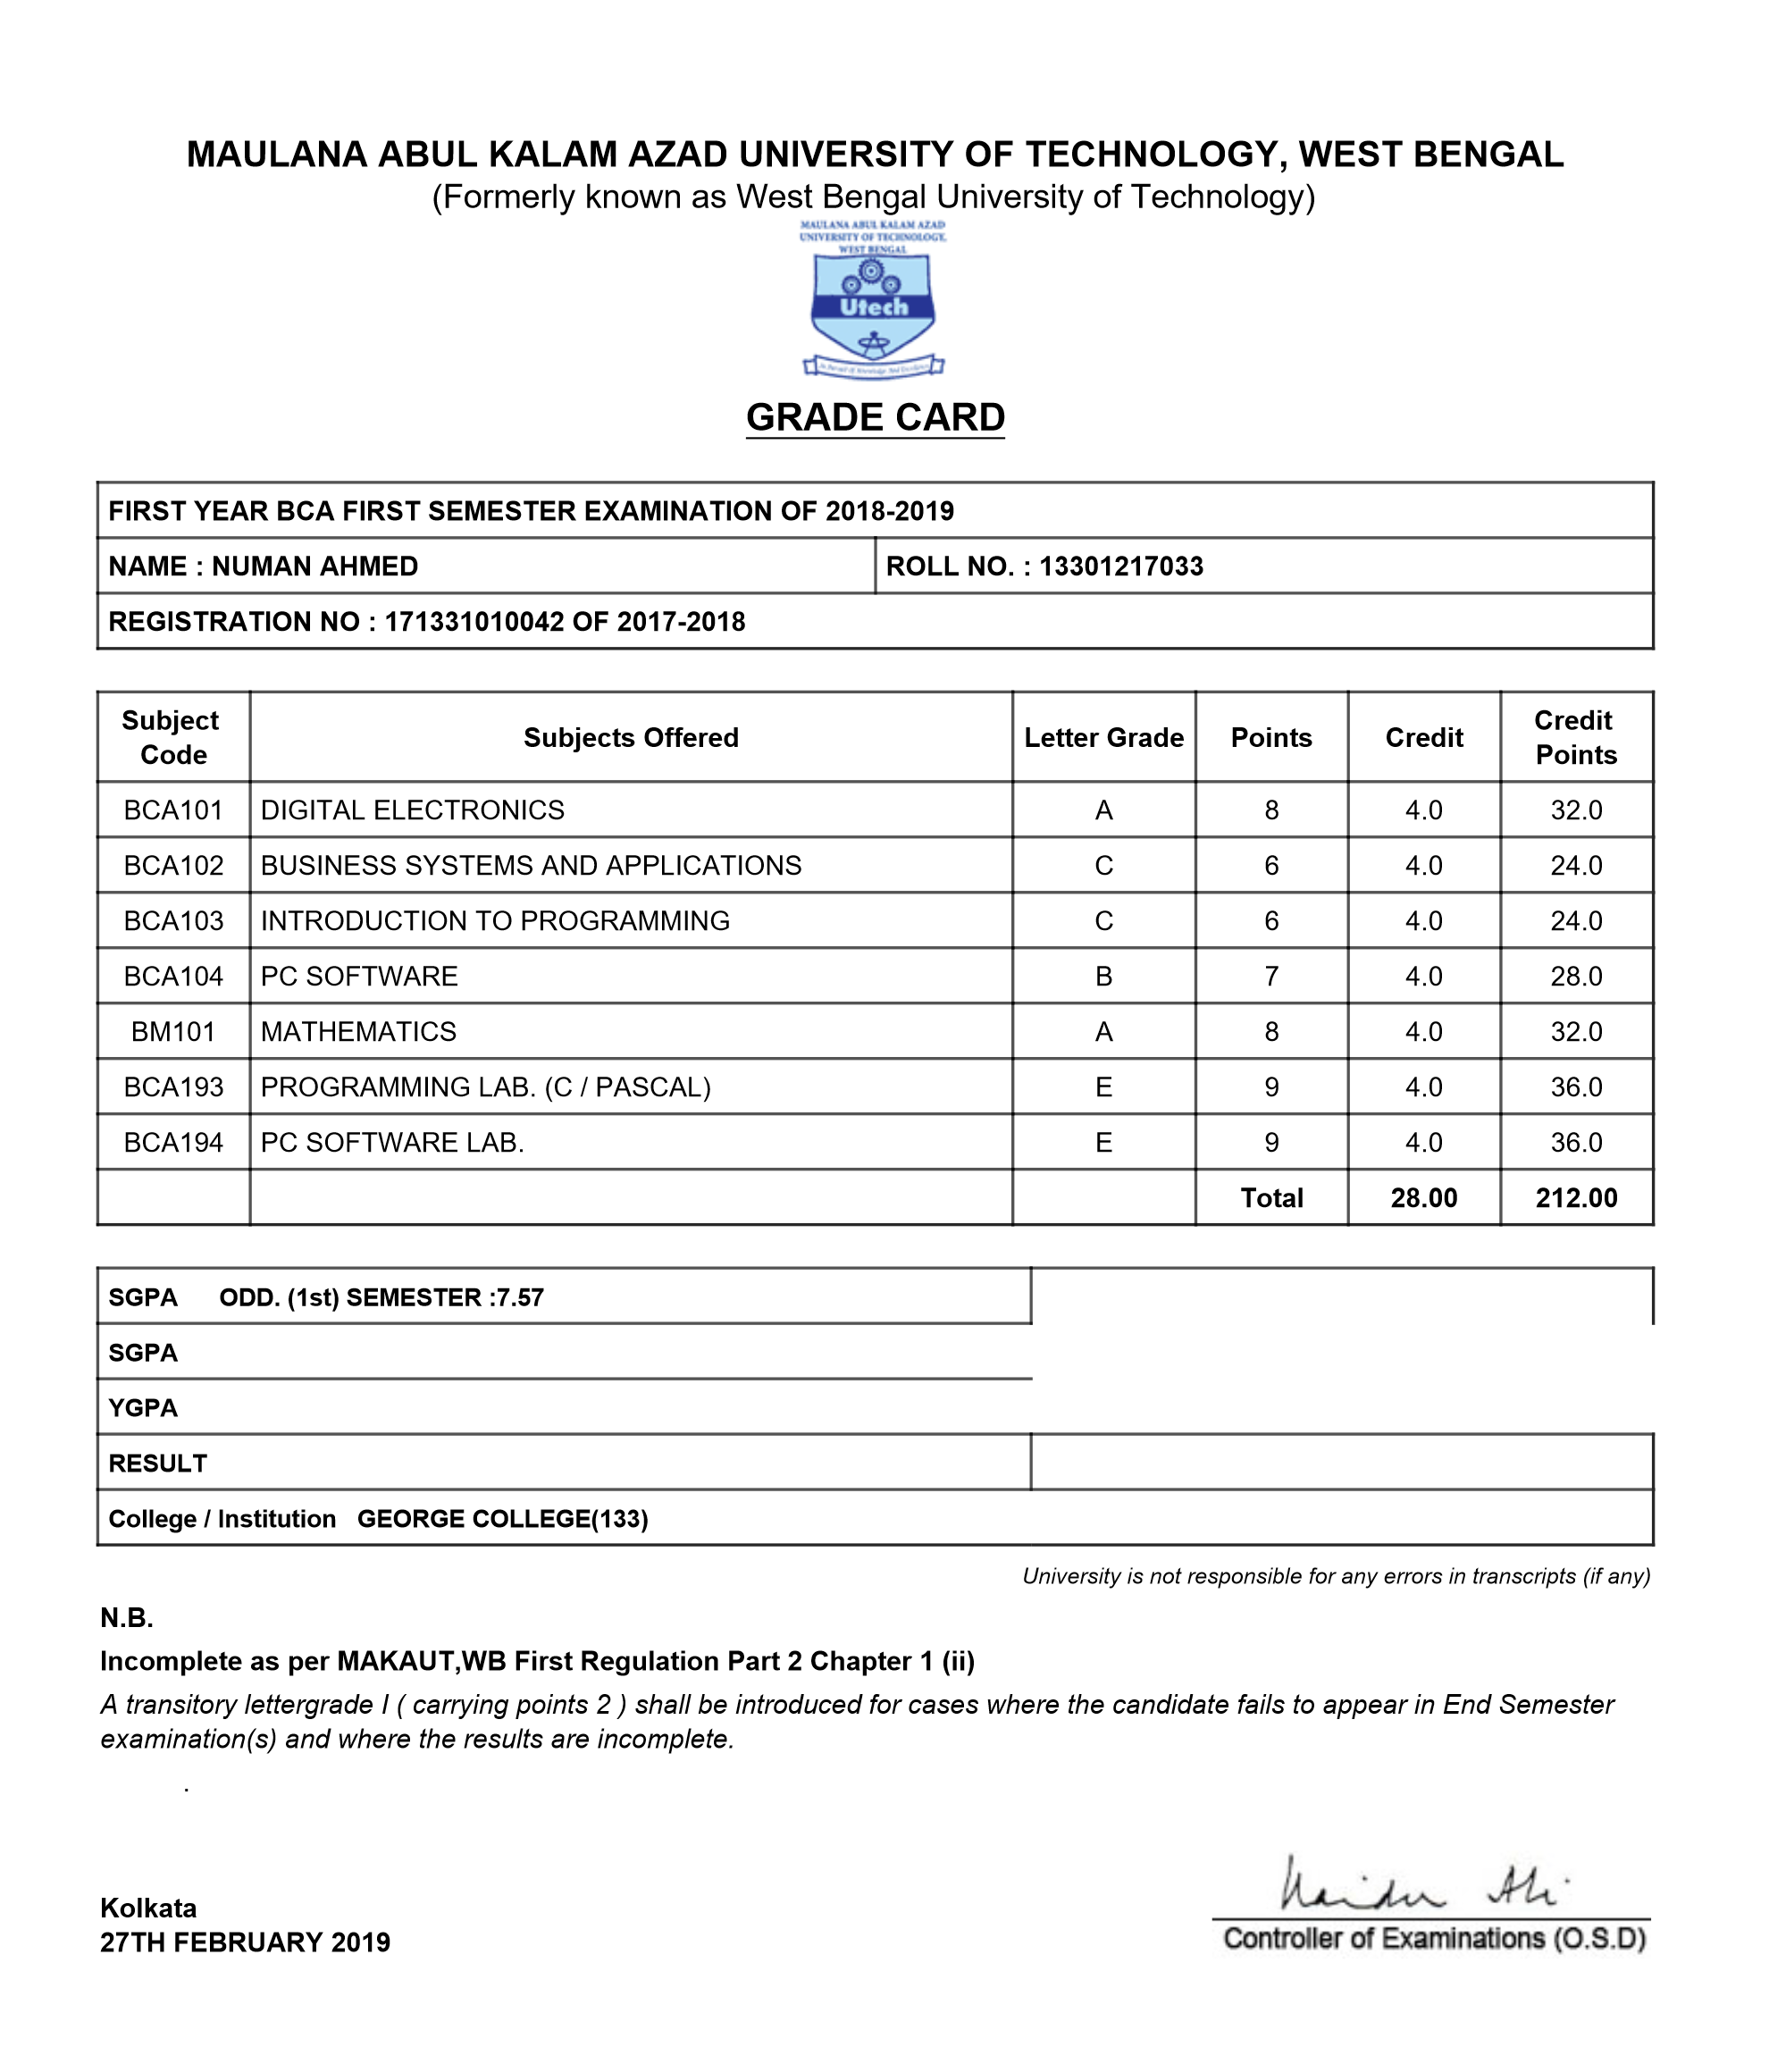 MAULANA ABUL KALAM AZAD UNIVERSITY OF TECHNOLOGY, WEST BENGAL
(Formerly known as West Bengal University of Technology)
MAULANA ABUL KALAM AZAD
UNIVERSITY OF TECHNOLOGY,
WEST BENGAL
Utech
GRADE CARD
FIRST YEAR BCA FIRST SEMESTER EXAMINATION OF 2018-2019
NAME : NUMAN AHMED ROLL NO. : 13301217033
REGISTRATION NO : 171331010042 OF 2017-2018
Subject Code Subjects Offered Letter Grade Points Credit Credit Points
BCA101 DIGITAL ELECTRONICS A 8 4.0 32.0
BCA102 BUSINESS SYSTEMS AND APPLICATIONS C 6 4.0 24.0
BCA103 INTRODUCTION TO PROGRAMMING C 6 4.0 24.0
BCA104 PC SOFTWARE B 7 4.0 28.0
BM101 MATHEMATICS A 8 4.0 32.0
BCA193 PROGRAMMING LAB. (C / PASCAL) E 9 4.0 36.0
BCA194 PC SOFTWARE LAB. E 9 4.0 36.0
Total 28.00 212.00
SGPA ODD. (1st) SEMESTER :7.57
SGPA
YGPA
RESULT
College / Institution GEORGE COLLEGE(133)
University is not responsible for any errors in transcripts (if any)
N.B.
Incomplete as per MAKAUT,WB First Regulation Part 2 Chapter 1 (ii)
A transitory lettergrade I ( carrying points 2 ) shall be introduced for cases where the candidate fails to appear in End Semester
examination(s) and where the results are incomplete.
.
Kolkata
27TH FEBRUARY 2019
Controller of Examinations (O.S.D)